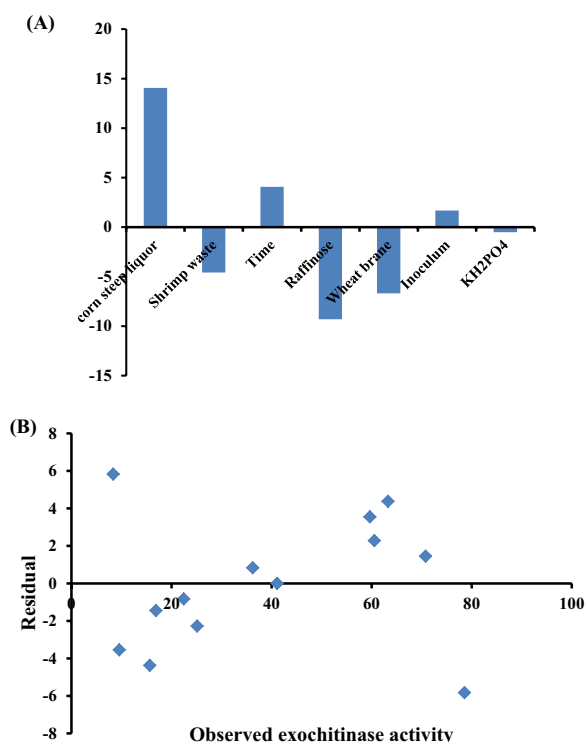 (A)
20
15
10
5
0
-5
-10
-15
corn steep liquor
Shrimp waste
Time
Raffinose
Wheat brane
Inoculum
KH2PO4
(B)
8
6
4
2
0
-2
-4
-6
-8
0 20 40 60 80 100
Residual
Observed exochitinase activity